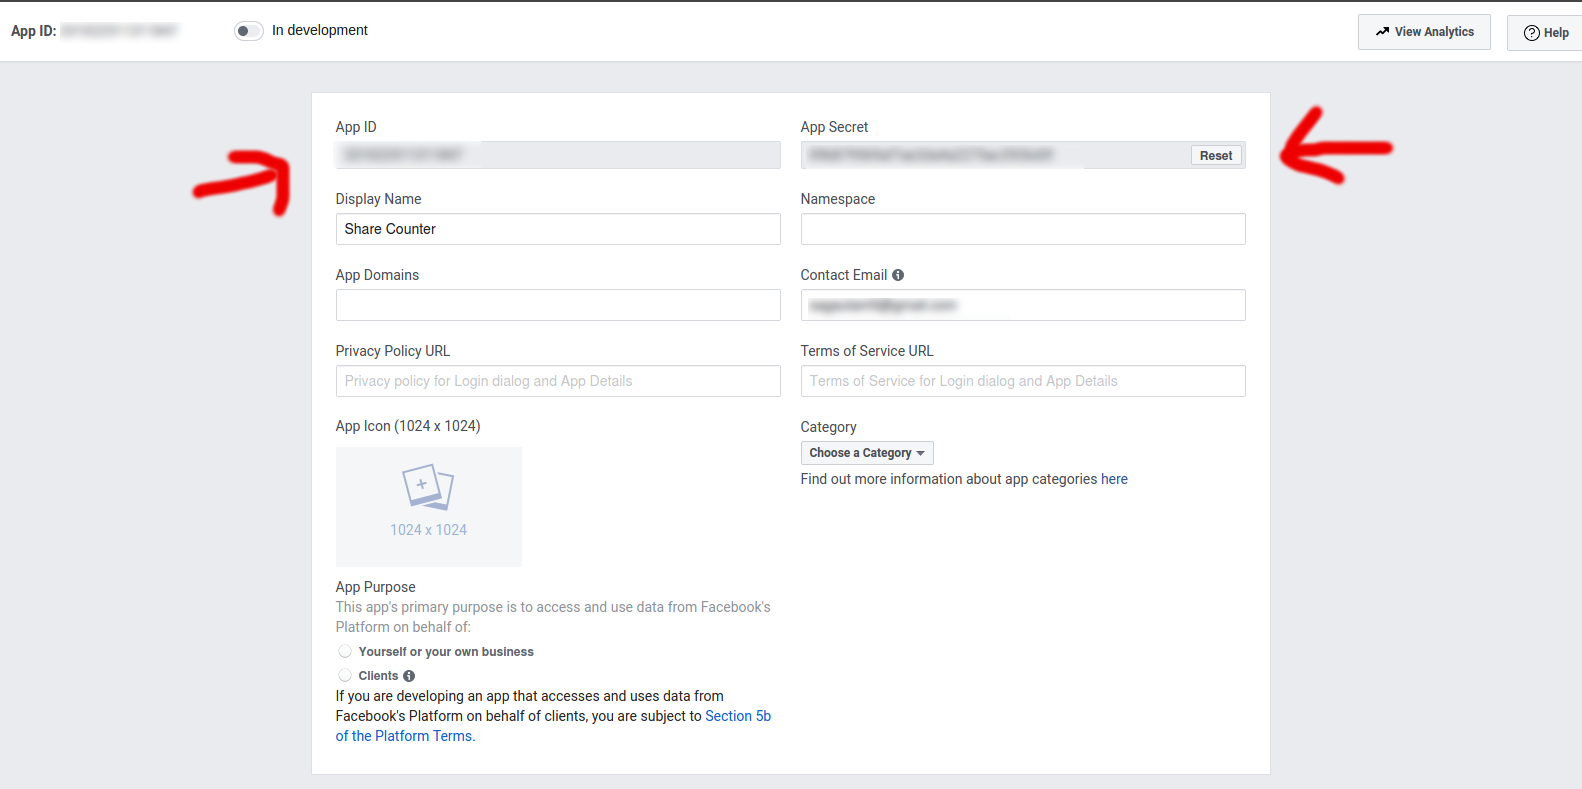 App ID:
In development
View Analytics
Help
App ID
App Secret
Reset
Display Name
Namespace
Share Counter
App Domains
Contact Email
Privacy Policy URL
Terms of Service URL
Privacy policy for Login dialog and App Details
Terms of Service for Login dialog and App Details
App Icon (1024 x 1024)
Category
Choose a Category
Find out more information about app categories here
1024 x 1024
App Purpose
This app's primary purpose is to access and use data from Facebook's
Platform on behalf of:
Yourself or your own business
Clients
If you are developing an app that accesses and uses data from
Facebook's Platform on behalf of clients, you are subject to Section 5b
of the Platform Terms.